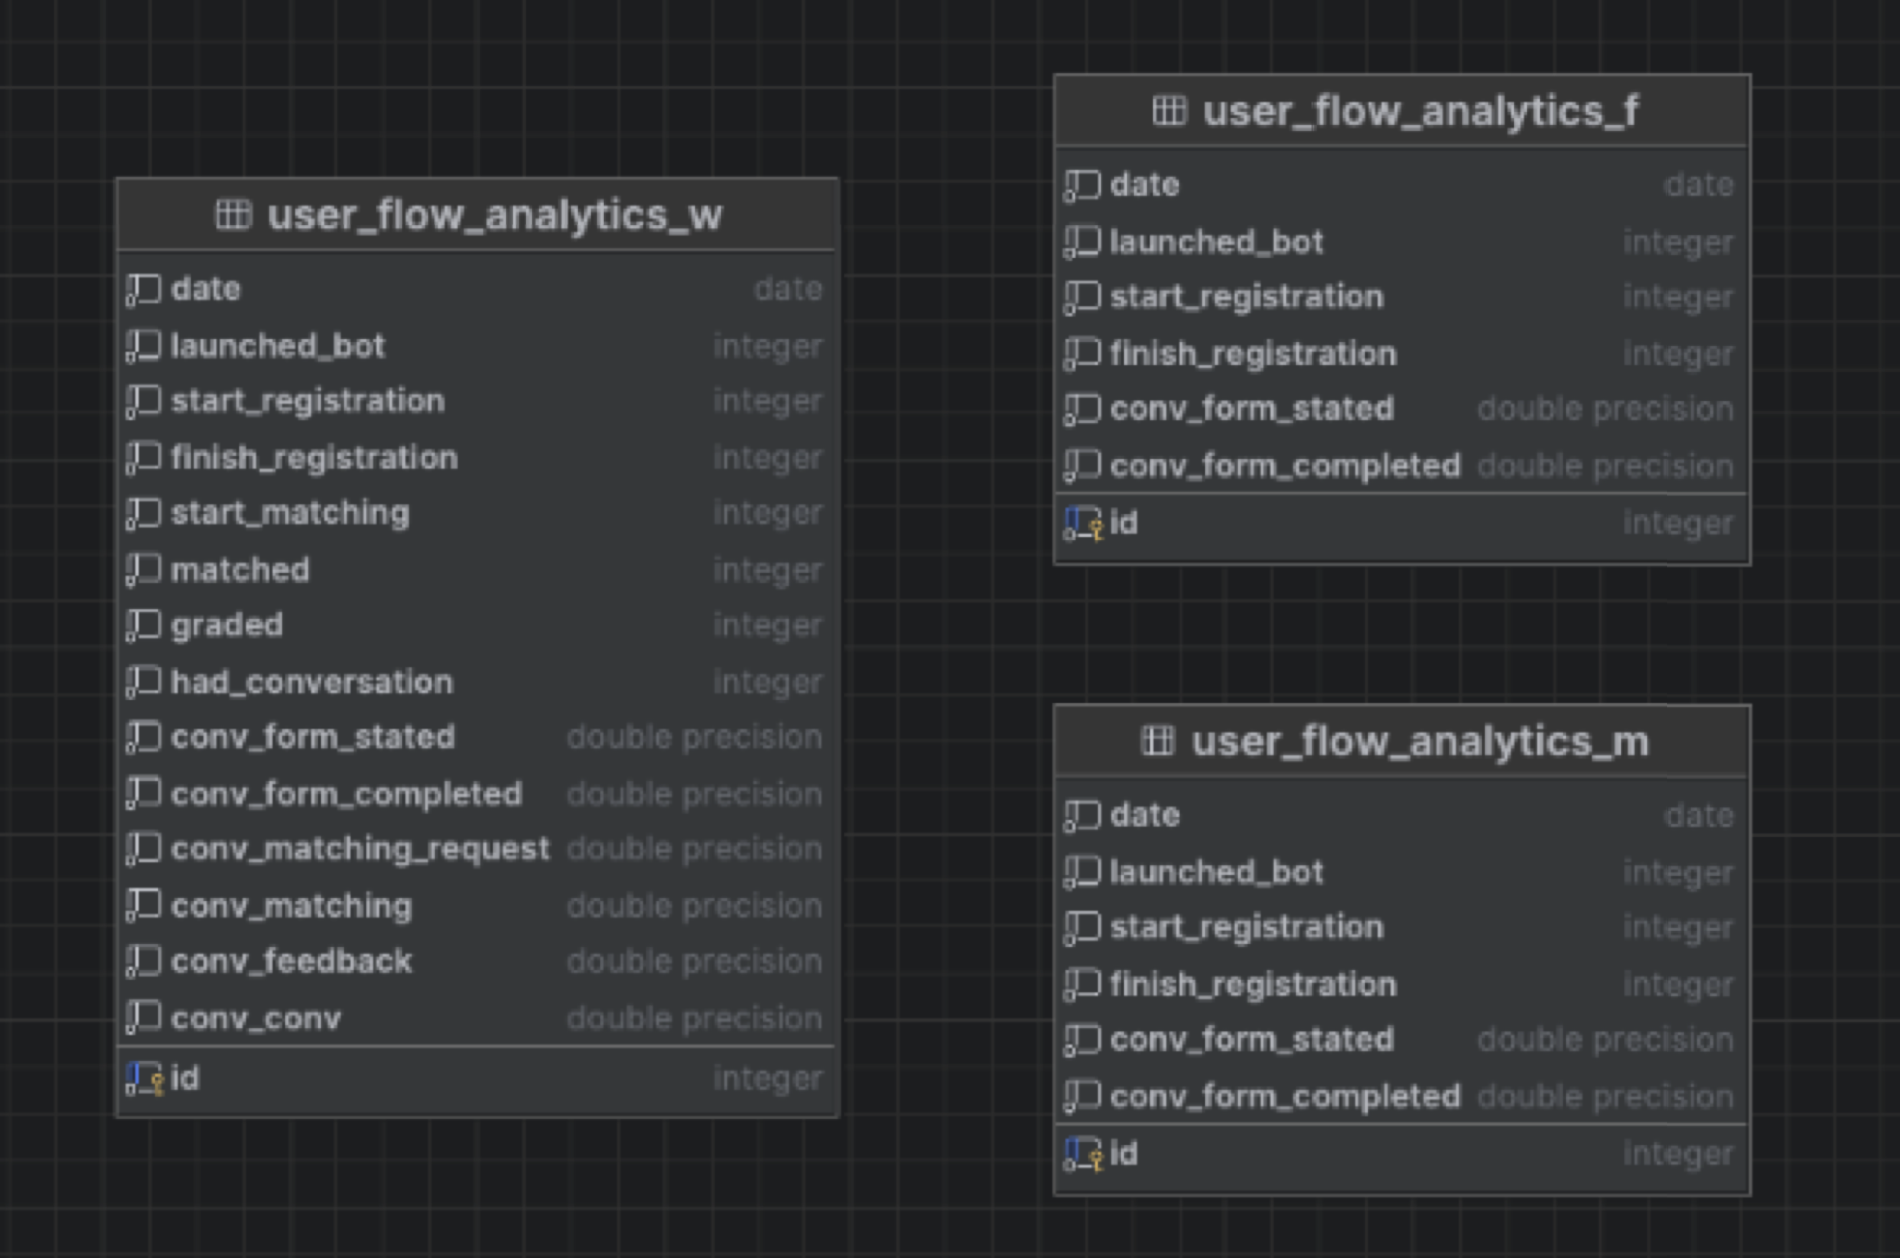 user_flow_analytics_w
date date
launched_bot integer
start_registration integer
finish_registration integer
start_matching integer
matched integer
graded integer
had_conversation integer
conv_form_stated double precision
conv_form_completed double precision
conv_matching_request double precision
conv_matching double precision
conv_feedback double precision
conv_conv double precision
id integer
user_flow_analytics_f
date date
launched_bot integer
start_registration integer
finish_registration integer
conv_form_stated double precision
conv_form_completed double precision
id integer
user_flow_analytics_m
date date
launched_bot integer
start_registration integer
finish_registration integer
conv_form_stated double precision
conv_form_completed double precision
id integer